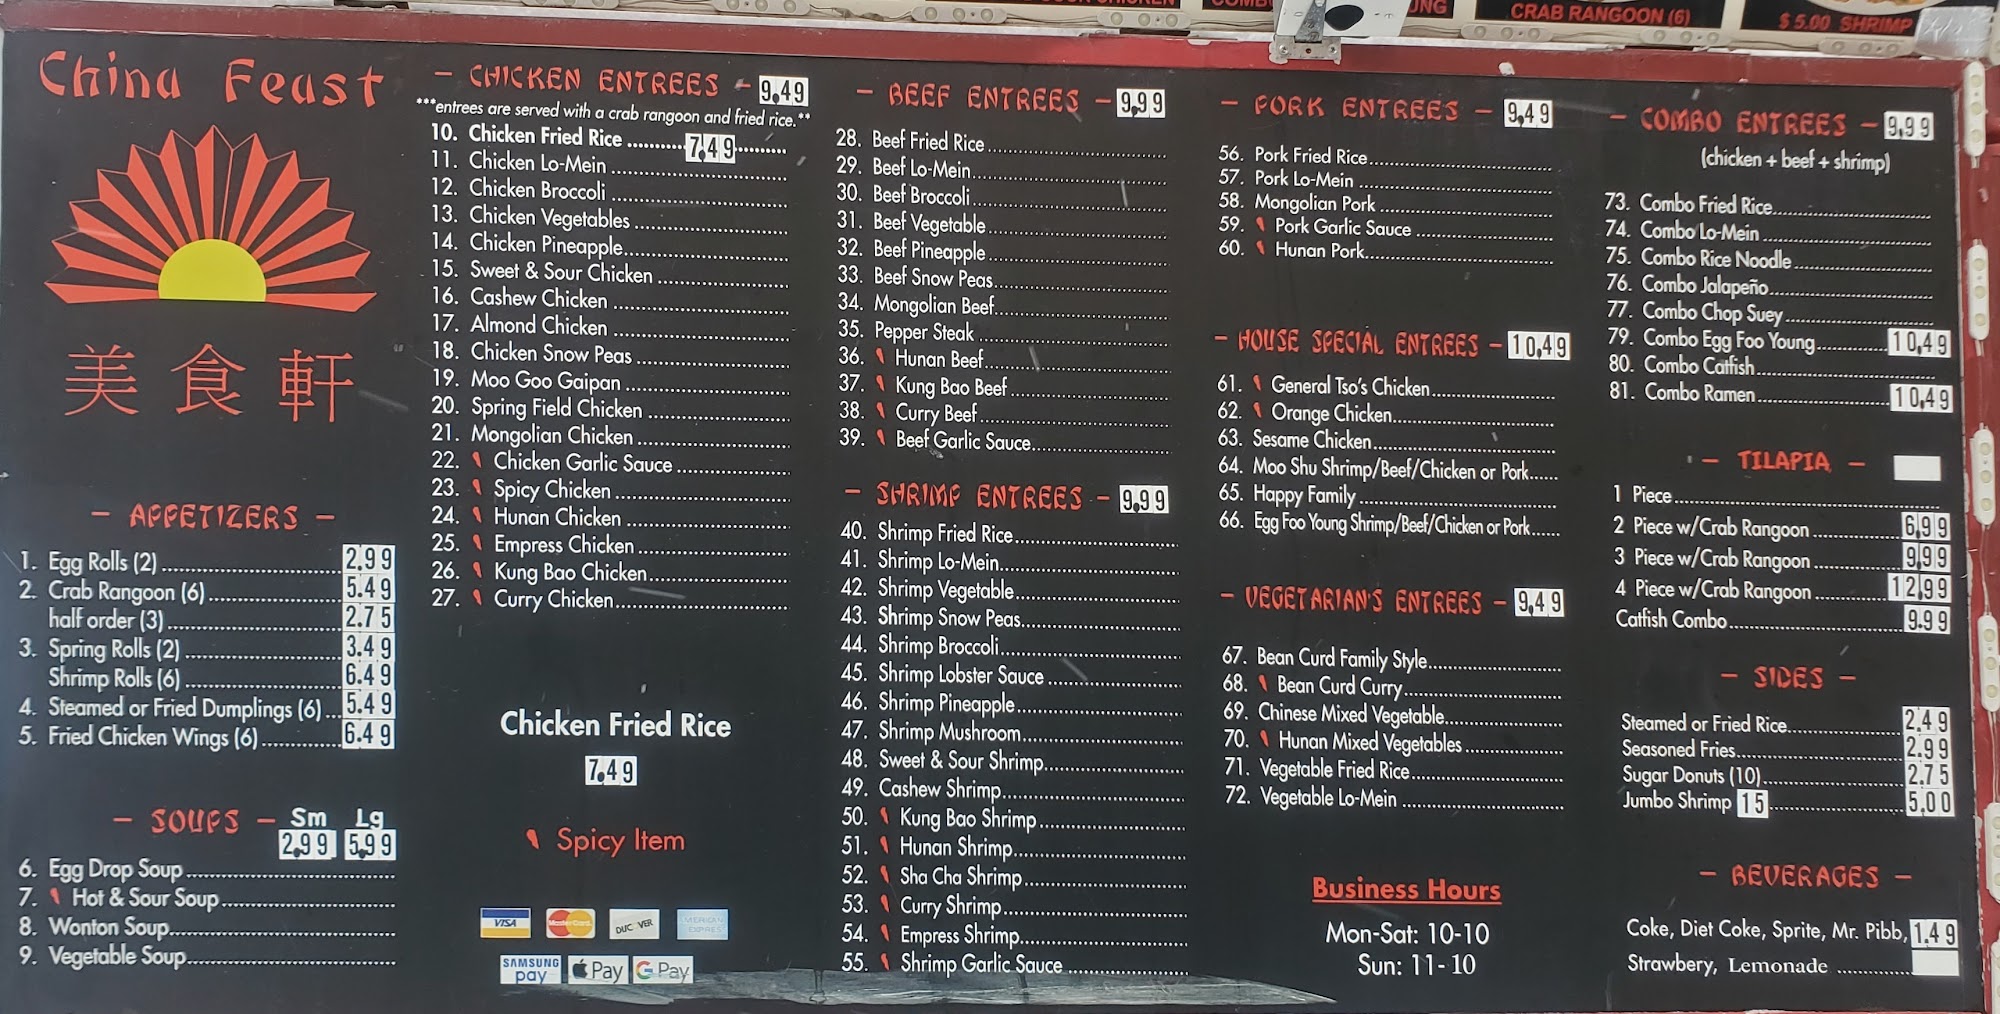 CRAB RANGOON (6)
$ 5.00 SHRIMP
China Feast
美食軒
- APPETIZERS -
1. Egg Rolls (2) 2.99
2. Crab Rangoon (6) 5.49
half order (3) 2.75
3. Spring Rolls (2) 3.49
Shrimp Rolls (6) 6.49
4. Steamed or Fried Dumplings (6) 5.49
5. Fried Chicken Wings (6) 6.49
- SOUPS - Sm Lg
2.99 5.99
6. Egg Drop Soup
7. Hot & Sour Soup
8. Wonton Soup
9. Vegetable Soup
- CHICKEN ENTREES - 9.49
***entrees are served with a crab rangoon and fried rice.**
10. Chicken Fried Rice 7.49
11. Chicken Lo-Mein
12. Chicken Broccoli
13. Chicken Vegetables
14. Chicken Pineapple
15. Sweet & Sour Chicken
16. Cashew Chicken
17. Almond Chicken
18. Chicken Snow Peas
19. Moo Goo Gaipan
20. Spring Field Chicken
21. Mongolian Chicken
22. Chicken Garlic Sauce
23. Spicy Chicken
24. Hunan Chicken
25. Empress Chicken
26. Kung Bao Chicken
27. Curry Chicken
Chicken Fried Rice
7.49
Spicy Item
VISA MasterCard
SAMSUNG pay Pay G Pay
- BEEF ENTREES - 9.99
28. Beef Fried Rice
29. Beef Lo-Mein
30. Beef Broccoli
31. Beef Vegetable
32. Beef Pineapple
33. Beef Snow Peas
34. Mongolian Beef
35. Pepper Steak
36. Hunan Beef
37. Kung Bao Beef
38. Curry Beef
39. Beef Garlic Sauce
- SHRIMP ENTREES - 9.99
40. Shrimp Fried Rice
41. Shrimp Lo-Mein
42. Shrimp Vegetable
43. Shrimp Snow Peas
44. Shrimp Broccoli
45. Shrimp Lobster Sauce
46. Shrimp Pineapple
47. Shrimp Mushroom
48. Sweet & Sour Shrimp
49. Cashew Shrimp
50. Kung Bao Shrimp
51. Hunan Shrimp
52. Sha Cha Shrimp
53. Curry Shrimp
54. Empress Shrimp
55. Shrimp Garlic Sauce
- PORK ENTREES - 9.49
56. Pork Fried Rice
57. Pork Lo-Mein
58. Mongolian Pork
59. Pork Garlic Sauce
60. Hunan Pork
- HOUSE SPECIAL ENTREES - 10.49
61. General Tso's Chicken
62. Orange Chicken
63. Sesame Chicken
64. Moo Shu Shrimp/Beef/Chicken or Pork
65. Happy Family
66. Egg Foo Young Shrimp/Beef/Chicken or Pork
- VEGETARIAN'S ENTREES - 9.49
67. Bean Curd Family Style
68. Bean Curd Curry
69. Chinese Mixed Vegetable
70. Hunan Mixed Vegetables
71. Vegetable Fried Rice
72. Vegetable Lo-Mein
Business Hours
Mon-Sat: 10-10
Sun: 11-10
- COMBO ENTREES - 9.99
(chicken + beef + shrimp)
73. Combo Fried Rice
74. Combo Lo-Mein
75. Combo Rice Noodle
76. Combo Jalapeño
77. Combo Chop Suey
79. Combo Egg Foo Young 10.49
80. Combo Catfish
81. Combo Ramen 10.49
- TILAPIA -
1 Piece
2 Piece w/Crab Rangoon 6.99
3 Piece w/Crab Rangoon 9.99
4 Piece w/Crab Rangoon 12.99
Catfish Combo 9.99
- SIDES -
Steamed or Fried Rice 2.49
Seasoned Fries 2.99
Sugar Donuts (10) 2.75
Jumbo Shrimp 15 5.00
- BEVERAGES -
Coke, Diet Coke, Sprite, Mr. Pibb, 1.49
Strawbery, Lemonade